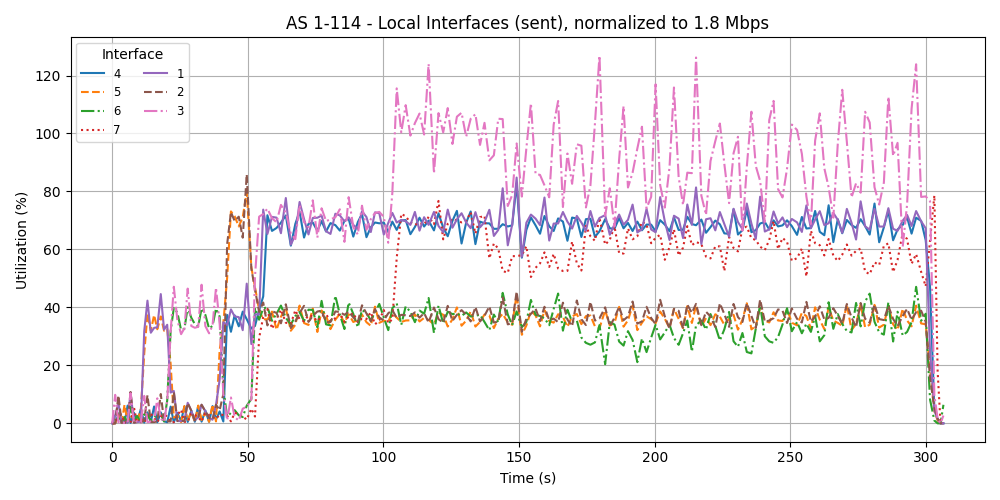 AS 1-114 - Local Interfaces (sent), normalized to 1.8 Mbps
Interface
4 1
5 2
6 3
7
120
100
80
60
40
20
0
Utilization (%)
0 50 100 150 200 250 300
Time (s)